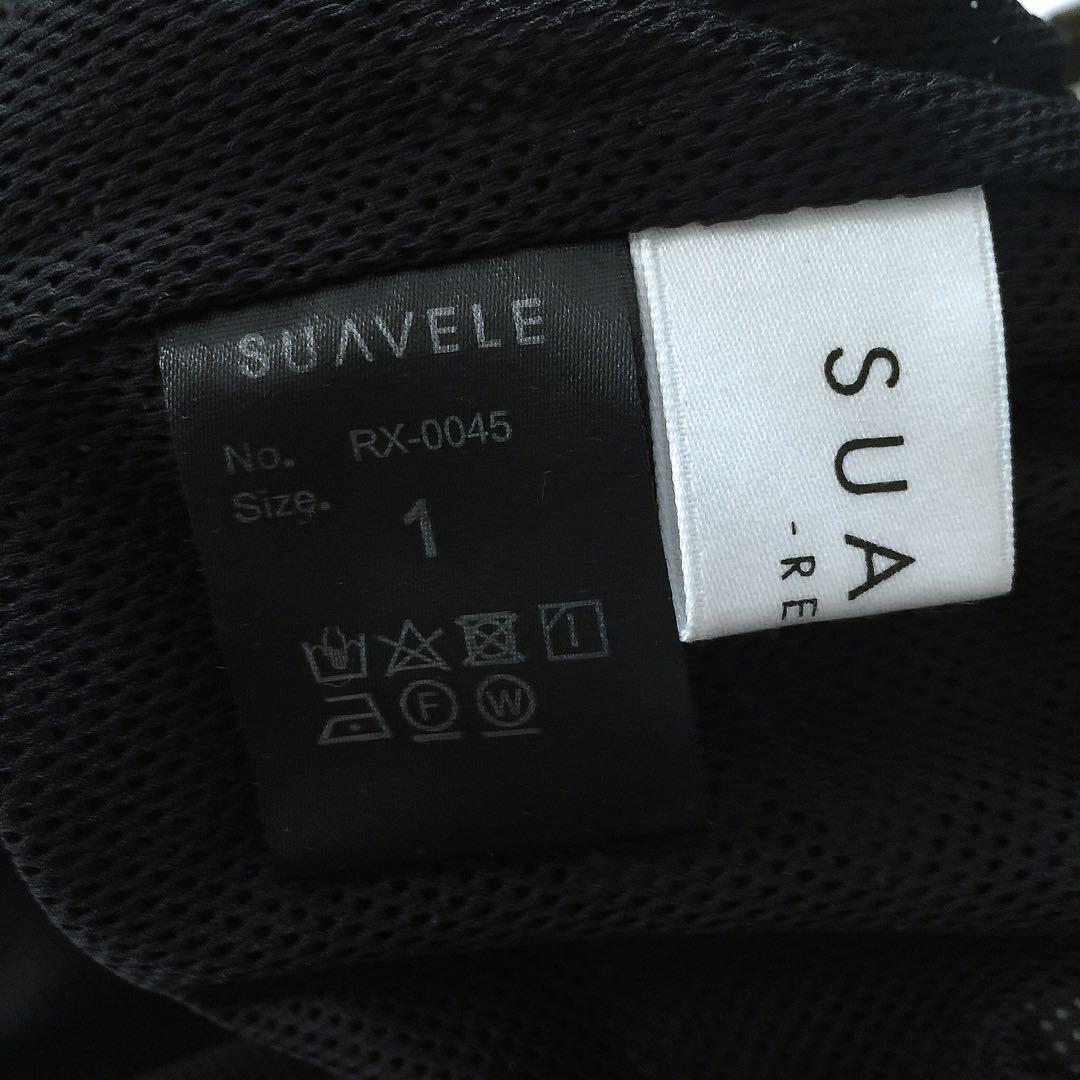 SUAVELE
No. RX-0045
Size. 1
F W
SUA
-RE